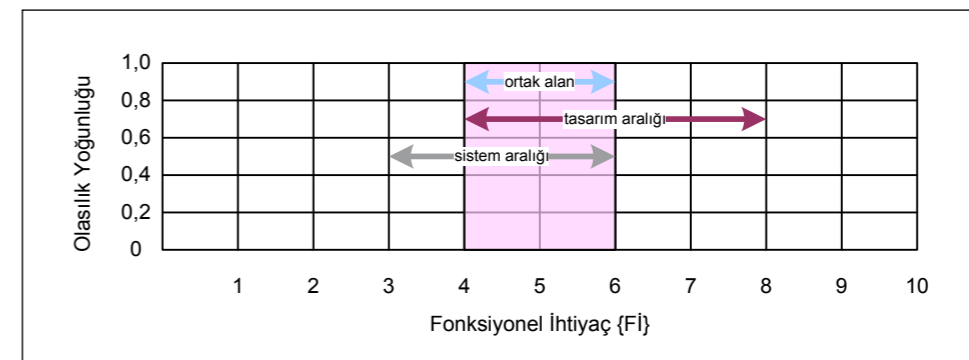 Olasılık Yoğunluğu
1,0
0,8
0,6
0,4
0,2
0
ortak alan
tasarım aralığı
sistem aralığı
1 2 3 4 5 6 7 8 9 10
Fonksiyonel İhtiyaç {Fİ}